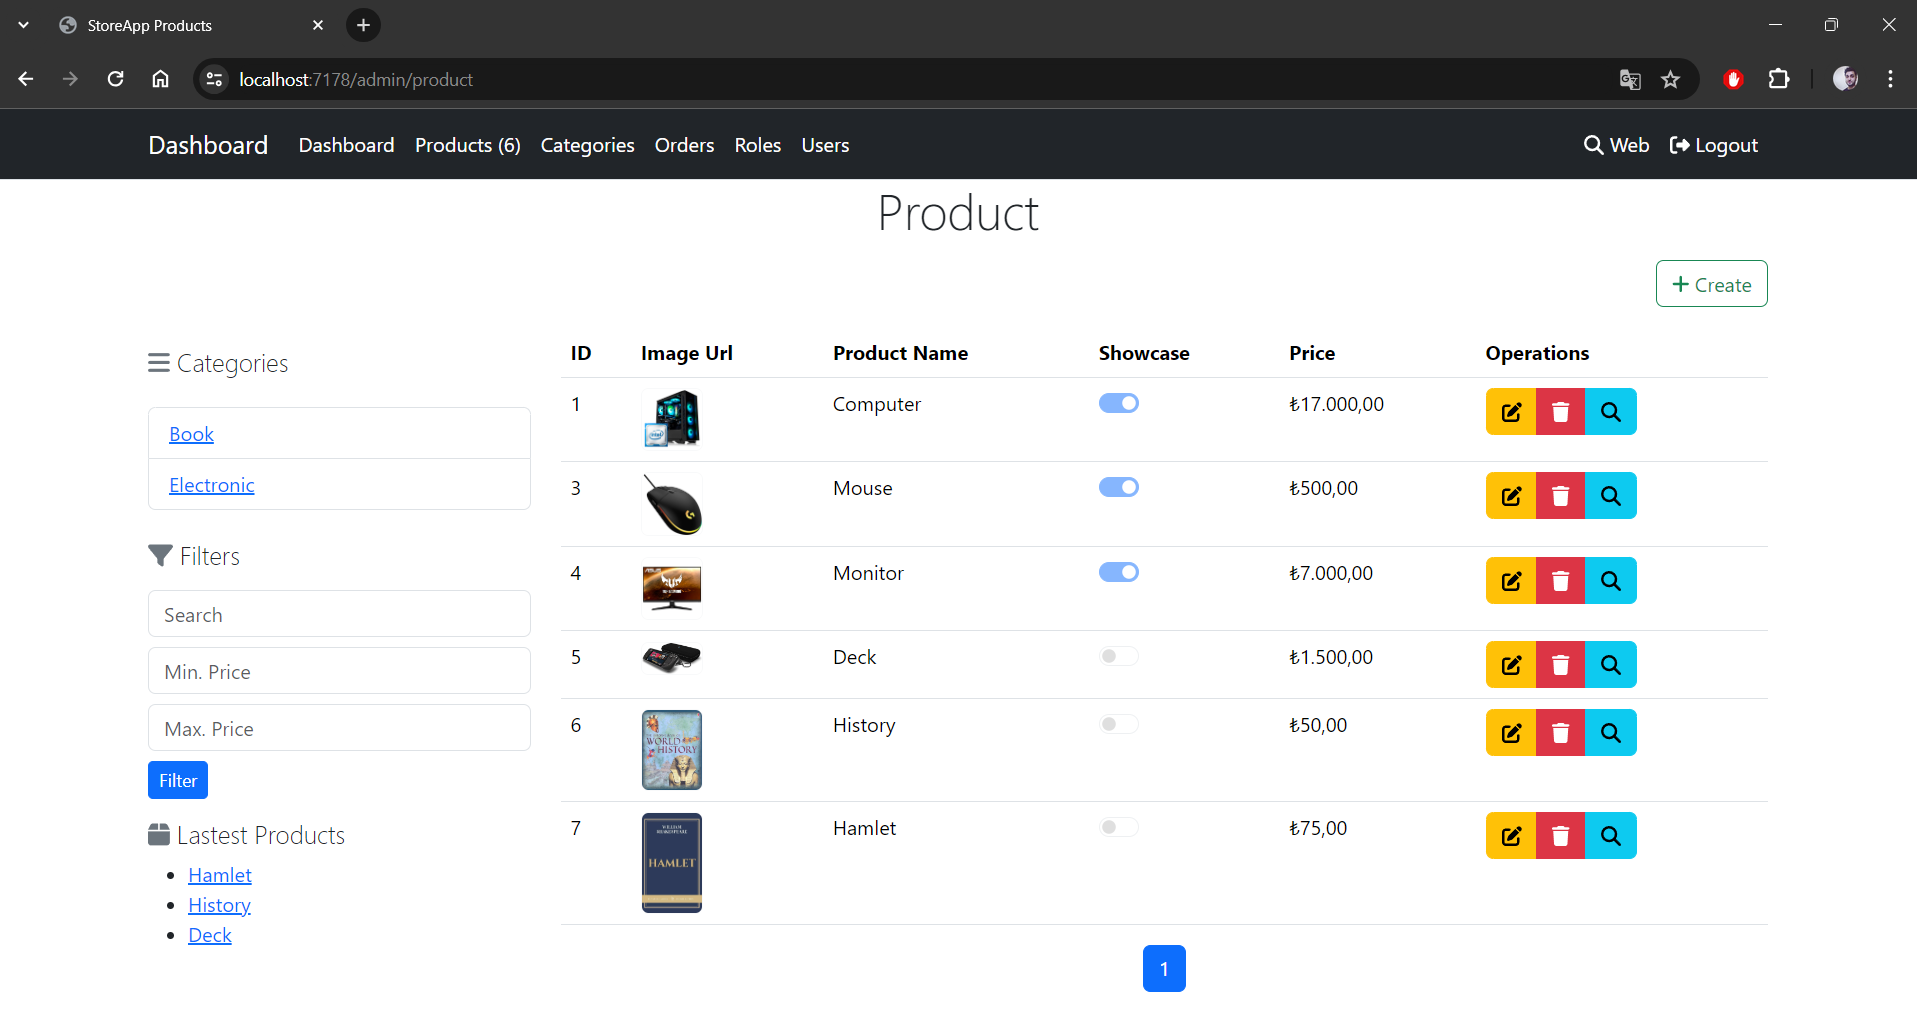 StoreApp Products
localhost:7178/admin/product
Dashboard Dashboard Products (6) Categories Orders Roles Users Web Logout
Product
Create
Categories
Book
Electronic
Filters
Search
Min. Price
Max. Price
Filter
Lastest Products
Hamlet
History
Deck
ID Image Url Product Name Showcase Price Operations
1 Computer ₺17.000,00
3 Mouse ₺500,00
4 Monitor ₺7.000,00
5 Deck ₺1.500,00
6 History ₺50,00
WORLD
HISTORY
7 Hamlet ₺75,00
WILLIAM
SHAKESPEARE
HAMLET
1